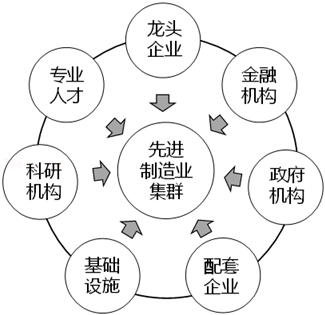 龙头
企业
金融
机构
政府
机构
配套
企业
基础
设施
科研
机构
专业
人才
先进
制造业
集群